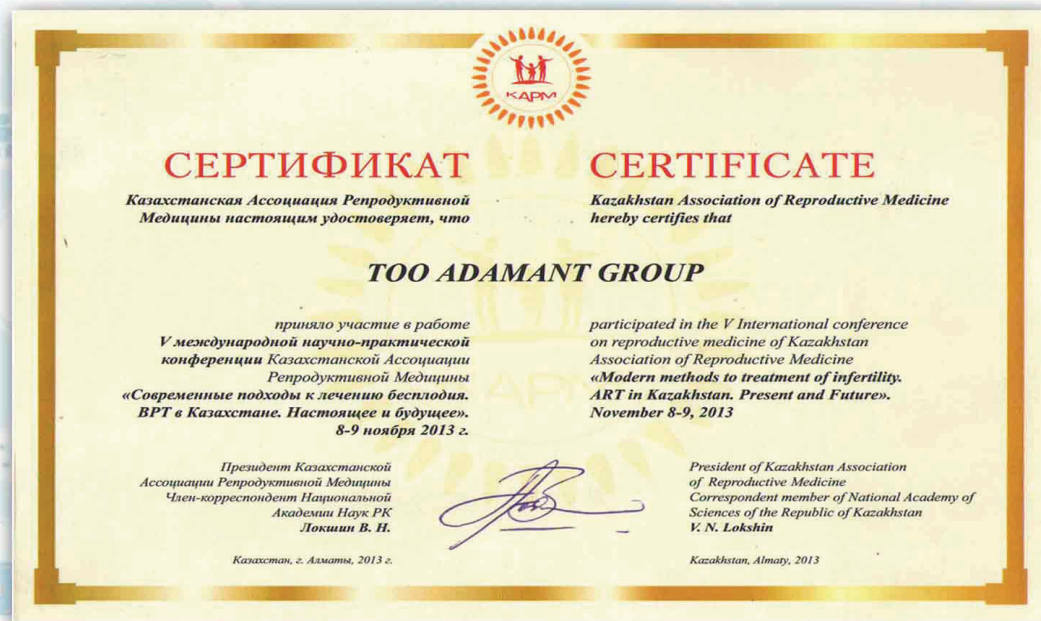 КАРМ
СЕРТИФИКАТ
Казахстанская Ассоциация Репродуктивной
Медицины настоящим удостоверяет, что
CERTIFICATE
Kazakhstan Association of Reproductive Medicine
hereby certifies that
ТОО ADAMANT GROUP
приняло участие в работе
V международной научно-практической
конференции Казахстанской Ассоциации
Репродуктивной Медицины
«Современные подходы к лечению бесплодия.
ВРТ в Казахстане. Настоящее и будущее».
8-9 ноября 2013 г.
participated in the V International conference
on reproductive medicine of Kazakhstan
Association of Reproductive Medicine
«Modern methods to treatment of infertility.
ART in Kazakhstan. Present and Future».
November 8-9, 2013
КАРМ
Президент Казахстанской
Ассоциации Репродуктивной Медицины
Член-корреспондент Национальной
Академии Наук РК
Локшин В. Н.
Казахстан, г. Алматы, 2013 г.
President of Kazakhstan Association
of Reproductive Medicine
Correspondent member of National Academy of
Sciences of the Republic of Kazakhstan
V. N. Lokshin
Kazakhstan, Almaty, 2013